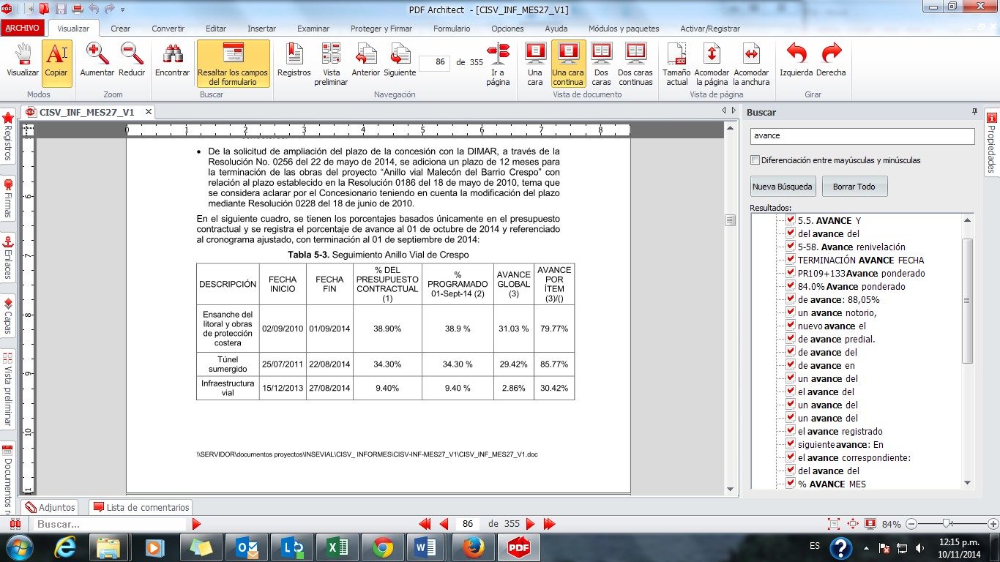 PDF Architect - [CISV_INF_MES27_V1]
ARCHIVO Visualizar Crear Convertir Editar Insertar Examinar Proteger y Firmar Formulario Opciones Ayuda Módulos y paquetes Activar/Registrar
Visualizar Copiar Aumentar Reducir Encontrar Resaltar los campos del formulario Registros Vista preliminar Anterior Siguiente 86 de 355 Ir a página Una cara Una cara continua Dos caras Dos caras continuas Tamaño actual Acomodar la página Acomodar la anchura Izquierda Derecha
Modos Zoom Buscar Navegación Vista de documento Vista de página Girar
CISV_INF_MES27_V1
Registros
Firmas
Enlaces
Capas
Vista preliminar
0 1 2 3 4 5 6 7 8
6
7
8
9
10
11
• De la solicitud de ampliación del plazo de la concesión con la DIMAR, a través de la
Resolución No. 0256 del 22 de mayo de 2014, se adiciona un plazo de 12 meses para
la terminación de las obras del proyecto “Anillo vial Malecón del Barrio Crespo” con
relación al plazo establecido en la Resolución 0186 del 18 de mayo de 2010, tema que
se considera aclarar por el Concesionario teniendo en cuenta la modificación del plazo
mediante Resolución 0228 del 18 de junio de 2010.
En el siguiente cuadro, se tienen los porcentajes basados únicamente en el presupuesto
contractual y se registra el porcentaje de avance al 01 de octubre de 2014 y referenciado
al cronograma ajustado, con terminación al 01 de septiembre de 2014:
Tabla 5-3. Seguimiento Anillo Vial de Crespo
DESCRIPCIÓN FECHA INICIO FECHA FIN % DEL PRESUPUESTO CONTRACTUAL (1) % PROGRAMADO 01-Sept-14 (2) AVANCE GLOBAL (3) AVANCE POR ÍTEM (3)/()
Ensanche del litoral y obras de protección costera 02/09/2010 01/09/2014 38.90% 38.9 % 31.03 % 79.77%
Túnel sumergido 25/07/2011 22/08/2014 34.30% 34.30 % 29.42% 85.77%
Infraestructura vial 15/12/2013 27/08/2014 9.40% 9.40 % 2.86% 30.42%
\\SERVIDOR\documentos proyectos\INSEVIAL\CISV_ INFORMES\CISV-INF-MES27_V1\CISV_INF_MES27_V1.doc
Buscar
avance
Diferenciación entre mayúsculas y minúsculas
Nueva Búsqueda Borrar Todo
Resultados:
5.5. AVANCE Y
del avance del
5-58. Avance renivelación
TERMINACIÓN AVANCE FECHA
PR109+133Avance ponderado
84.0% Avance ponderado
de avance: 88,05%
un avance notorio,
nuevo avance el
de avance predial.
de avance del
de avance en
un avance del
el avance del
un avance del
un avance del
el avance registrado
siguiente avance: En
el avance correspondiente:
del avance del
% AVANCE MES
Propiedades
Adjuntos Lista de comentarios
Buscar... 86 de 355 84%
ES 12:15 p.m.
10/11/2014